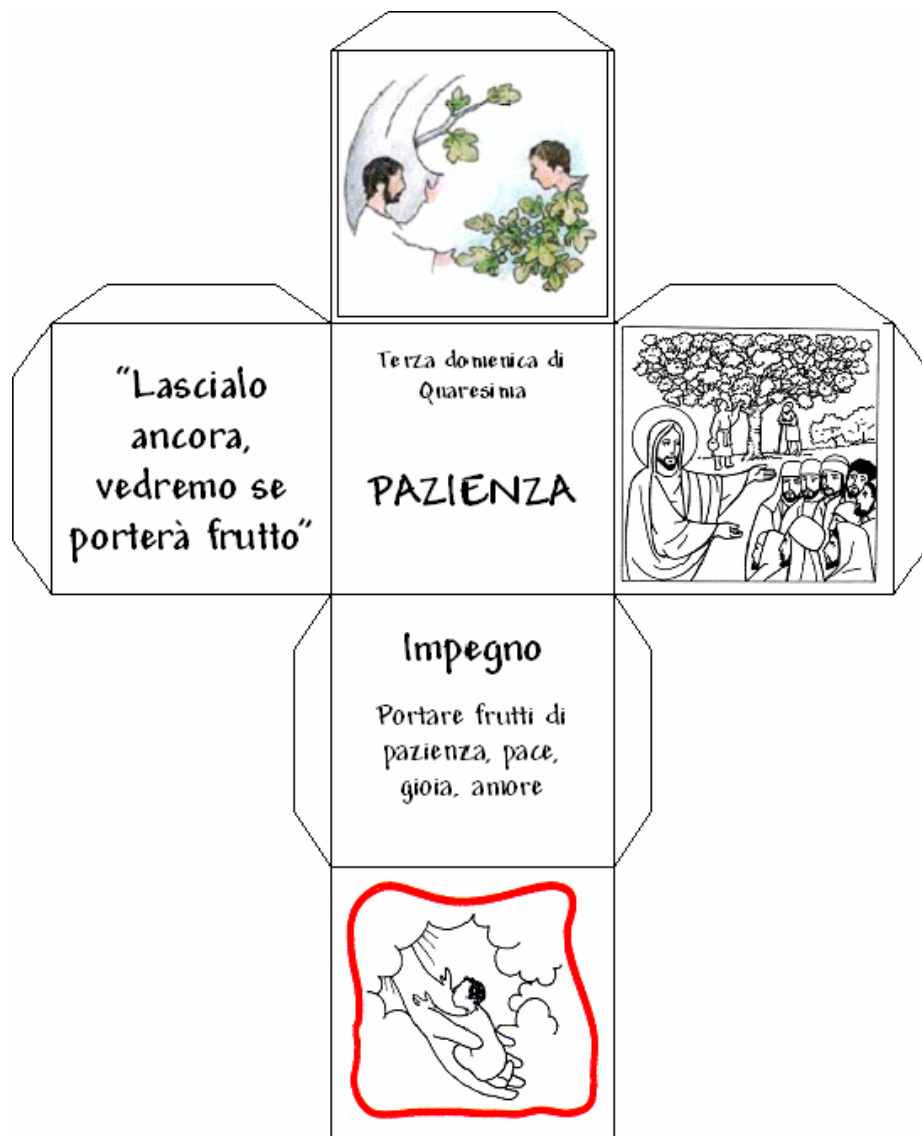 "Lascialo
ancora,
vedremo se
porterà frutto"
Terza domenica di
Quaresima
PAZIENZA
Impegno
Portare frutti di
pazienza, pace,
gioia, amore